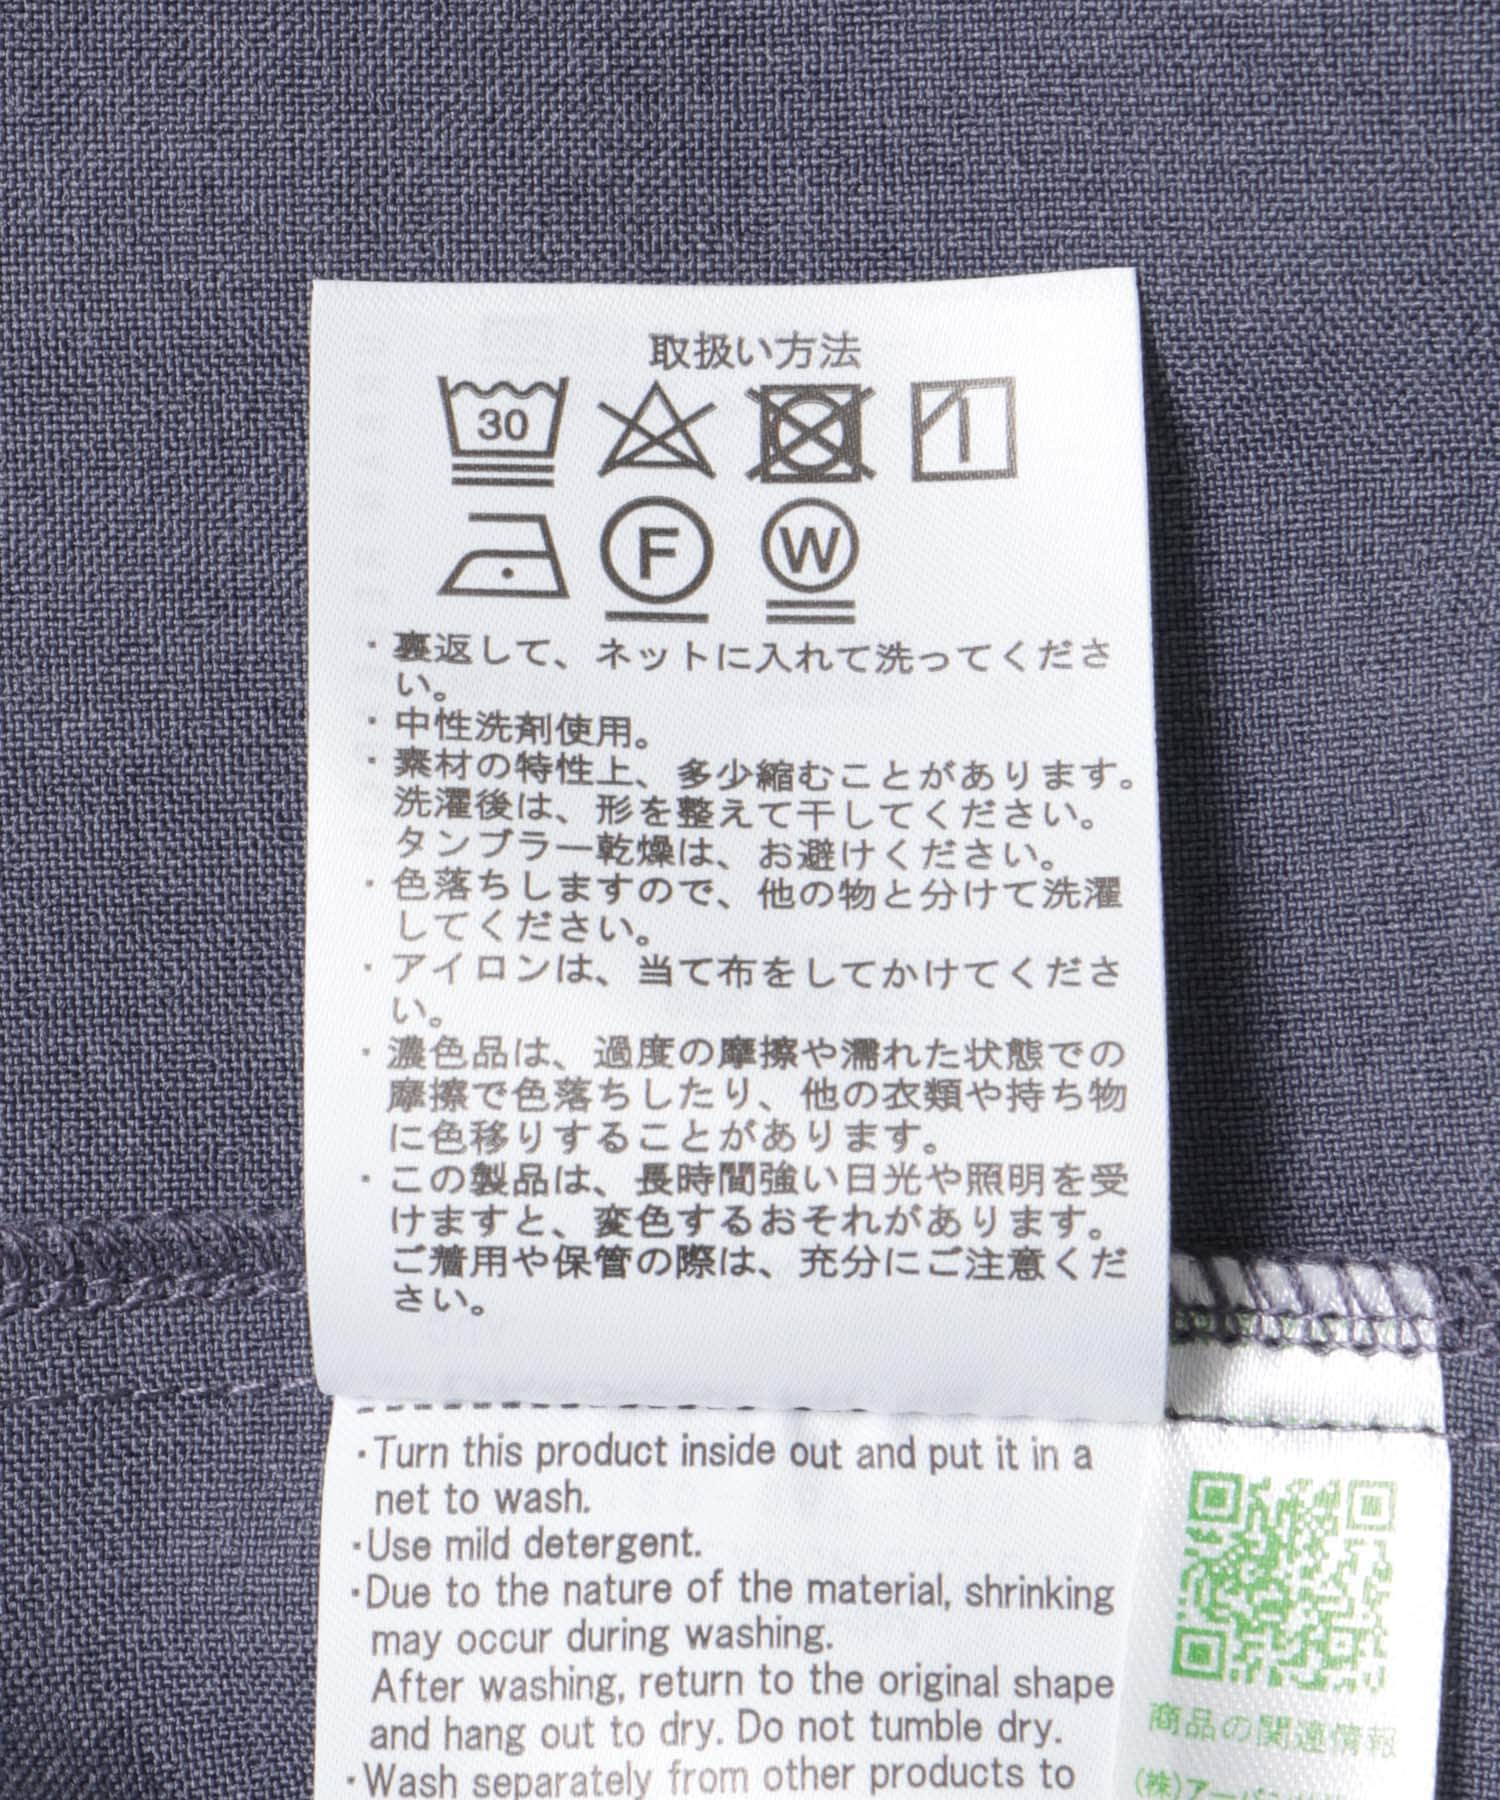 取扱い方法
30
F W
・裏返して、ネットに入れて洗ってくださ
い。
・中性洗剤使用。
・素材の特性上、多少縮むことがあります。
洗濯後は、形を整えて干してください。
タンブラー乾燥は、お避けください。
・色落ちしますので、他の物と分けて洗濯
してください。
・アイロンは、当て布をしてかけてくださ
い。
・濃色品は、過度の摩擦や濡れた状態での
摩擦で色落ちしたり、他の衣類や持ち物
に色移りすることがあります。
・この製品は、長時間強い日光や照明を受
けますと、変色するおそれがあります。
ご着用や保管の際は、充分にご注意くだ
さい。
・Turn this product inside out and put it in a
net to wash.
・Use mild detergent.
・Due to the nature of the material, shrinking
may occur during washing.
After washing, return to the original shape
and hang out to dry. Do not tumble dry.
・Wash separately from other products to
商品の関連情報
(株)アーバン